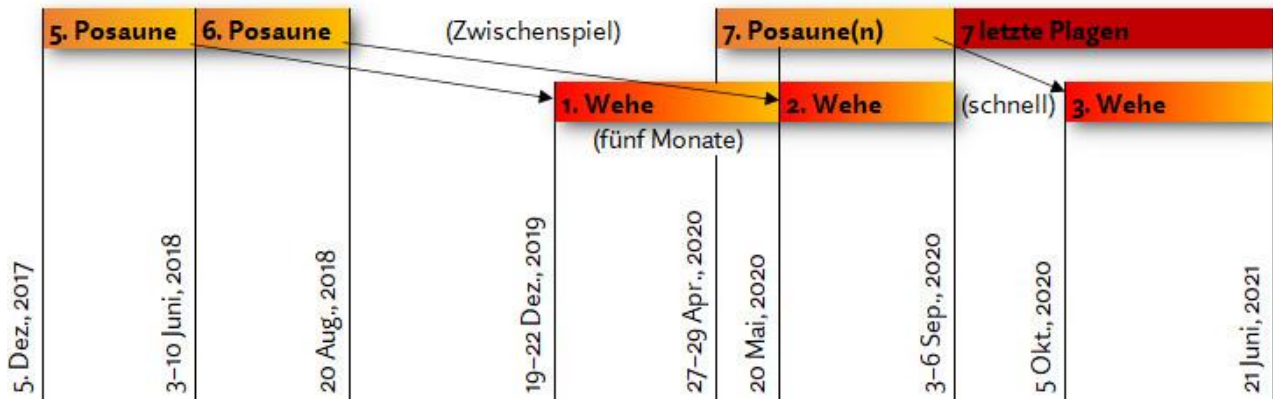 5. Posaune
6. Posaune
(Zwischenspiel)
7. Posaune(n)
7 letzte Plagen
1. Wehe
2. Wehe
(schnell)
3. Wehe
(fünf Monate)
5. Dez., 2017
3–10 Juni, 2018
20 Aug., 2018
19–22 Dez., 2019
27–29 Apr., 2020
20 Mai, 2020
3–6 Sep., 2020
5 Okt., 2020
21 Juni, 2021